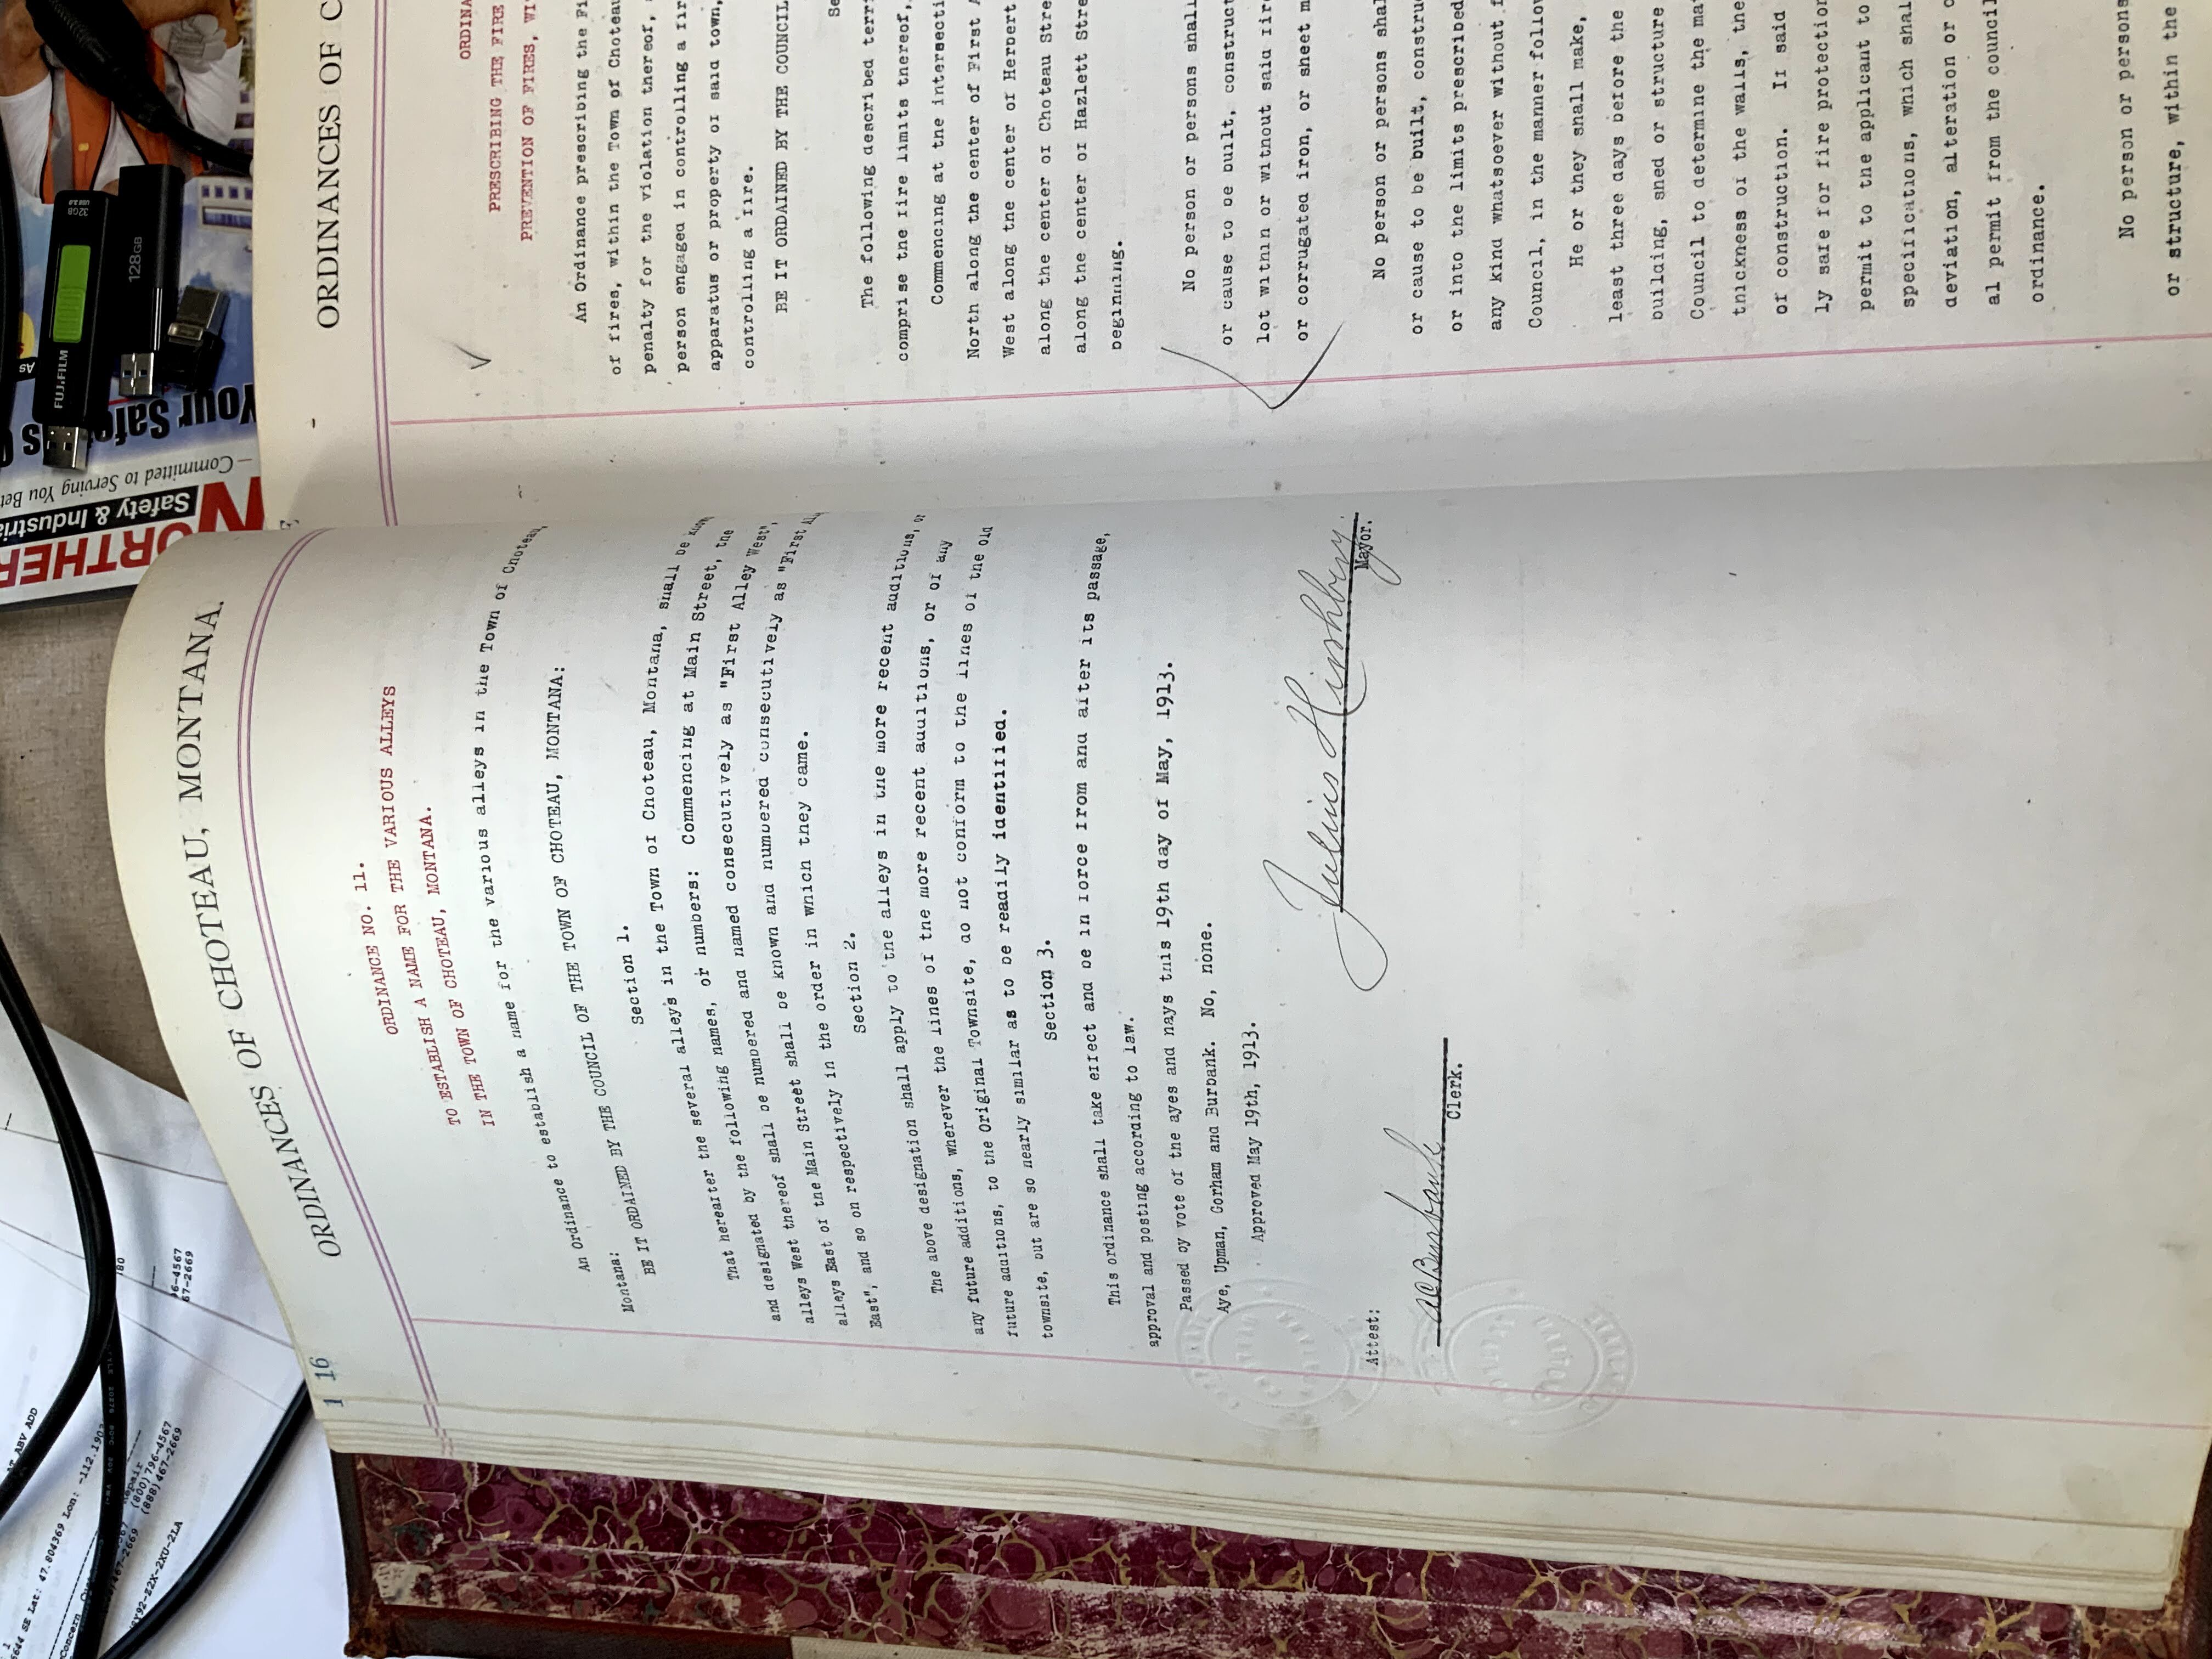 AT ABV ADD
6644 SE Lat: 47.804369 Lon: -112.1903
Concern
Repair
(800)796-4567
467-2669
(888)467-2669
6-4567
67-2669
NORTHER
Safety & Industria
– Committed to Serving You Bet
Your Safe
FUJIFILM
32GB
128GB
16
ORDINANCES OF CHOTEAU, MONTANA.
ORDINANCE NO. 11.
TO ESTABLISH A NAME FOR THE VARIOUS ALLEYS
IN THE TOWN OF CHOTEAU, MONTANA.
An Ordinance to establish a name for the various alleys in the Town of Choteau,
Montana:
BE IT ORDAINED BY THE COUNCIL OF THE TOWN OF CHOTEAU, MONTANA:
Section 1.
That hereafter the several alleys in the Town of Choteau, Montana, shall be known
and designated by the following names, or numbers: Commencing at Main Street, the
alleys West thereof shall be numbered and named consecutively as "First Alley West",
alleys East of the Main Street shall be known and numbered consecutively as "First Al
East", and so on respectively in the order in which they came.
Section 2.
The above designation shall apply to the alleys in the more recent additions, or
any future additions, wherever the lines of the more recent additions, or of any
future additions, to the Original Townsite, do not conform to the lines of the old
townsite, but are so nearly similar as to be readily identified.
Section 3.
This ordinance shall take effect and be in force from and after its passage,
approval and posting according to law.
Passed by vote of the ayes and nays this 19th day of May, 1913.
Aye, Upman, Gorham and Burbank. No, none.
Approved May 19th, 1913.
Julius Hirshberg
Mayor.
Attest:
AC Burbank
Clerk.
ORDINANCES OF C
ORDINA
PRESCRIBING THE FIRE
PREVENTION OF FIRES, WI
An Ordinance prescribing the Fi
of fires, within the Town of Choteau
penalty for the violation thereof,
person engaged in controlling a fir
apparatus or property of said town,
controlling a fire.
BE IT ORDAINED BY THE COUNCIL
Se
The following described terri
comprise the fire limits thereof,
Commencing at the intersecti
North along the center of First A
West along the center of Herbert
along the center of Choteau Stre
along the center of Hazlett Stre
beginning.
No person or persons shall
or cause to be built, construct
lot within or without said fire
or corrugated iron, or sheet m
No person or persons shal
or cause to be built, constru
or into the limits prescribed
any kind whatsoever without f
Council, in the manner follow
He or they shall make,
least three days before the
building, shed or structure
Council to determine the mat
thickness of the walls, the
of construction. If said
ly safe for fire protection
permit to the applicant to
specifications, which shal
deviation, alteration or c
al permit from the council
ordinance.
No person or persons
or structure, within the